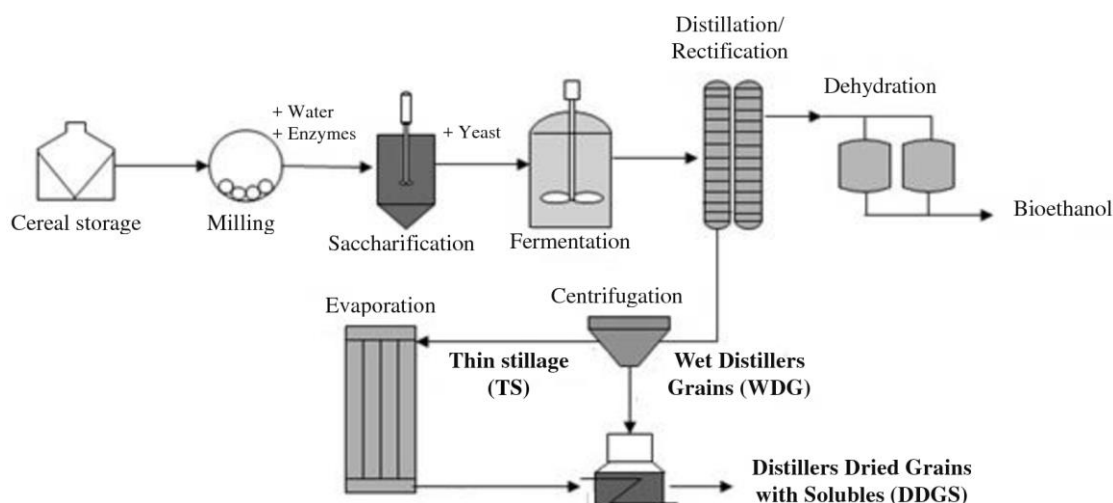 Distillation/
Rectification
Dehydration
+ Water
+ Enzymes
+ Yeast
Cereal storage
Milling
Saccharification
Fermentation
Bioethanol
Evaporation
Centrifugation
Thin stillage
(TS)
Wet Distillers
Grains (WDG)
Distillers Dried Grains
with Solubles (DDGS)